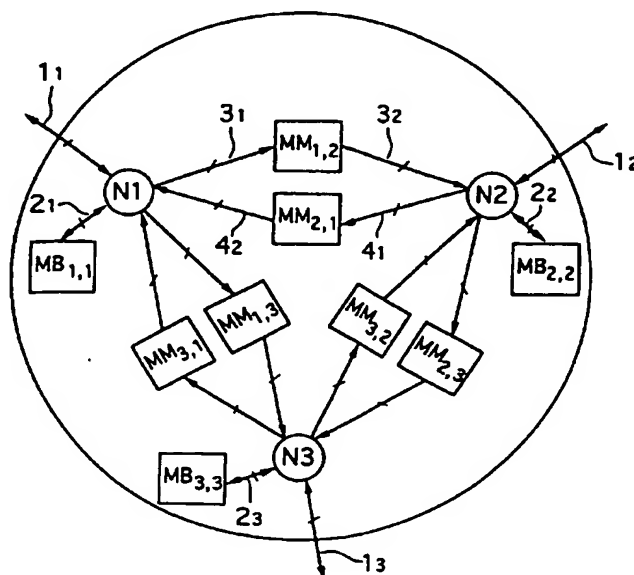 1₁
3₁
3₂
MM₁,₂
1₂
N1
N2
2₁
2₂
4₂
MM₂,₁
4₁
MB₁,₁
MB₂,₂
MM₃,₁
MM₁,₃
MM₃,₂
MM₂,₃
N3
MB₃,₃
2₃
1₃